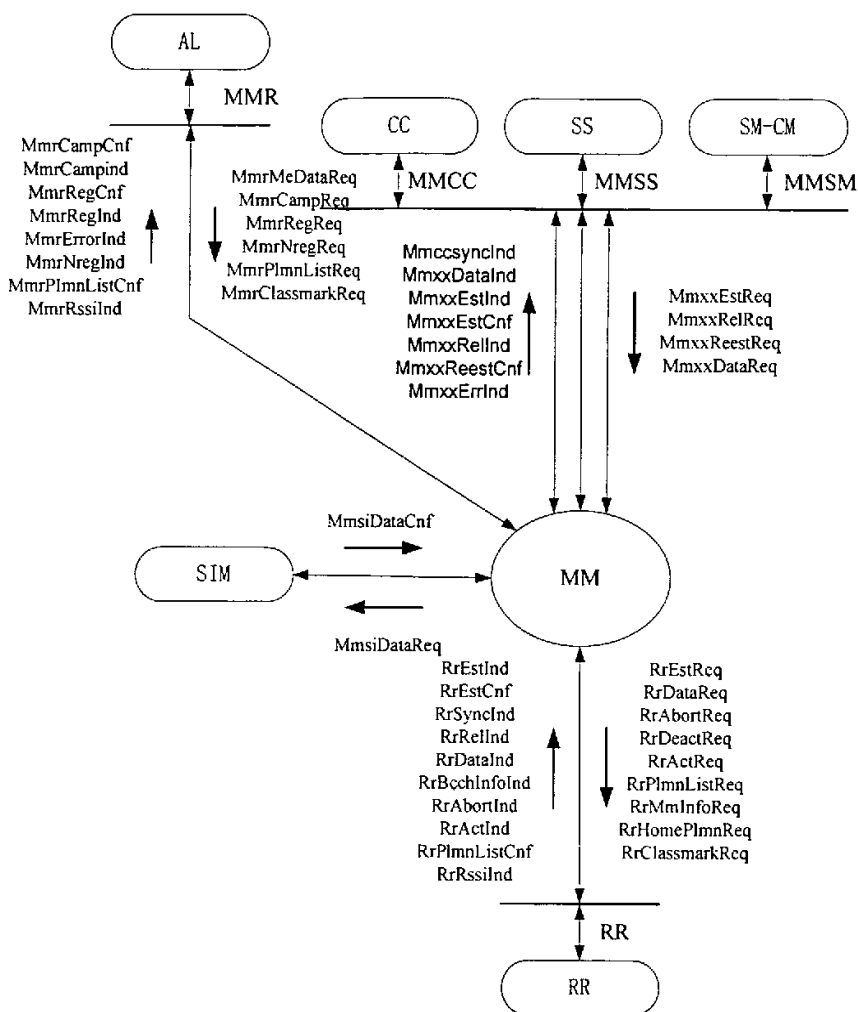 AL
MMR
CC
SS
SM-CM
MMCC
MMSS
MMSM
MmrCampCnf
MmrCampind
MmrRegCnf
MmrRegInd
MmrErrorInd
MmrNregInd
MmrPlmnListCnf
MmrRssiInd
MmrMeDataReq
MmrCampReq
MmrRegReq
MmrNregReq
MmrPlmnListReq
MmrClassmarkReq
MmccsyncInd
MmxxDataInd
MmxxEstInd
MmxxEstCnf
MmxxRelInd
MmxxReestCnf
MmxxErrInd
MmxxEstReq
MmxxRelReq
MmxxReestReq
MmxxDataReq
MmsiDataCnf
SIM
MM
MmsiDataReq
RrEstInd
RrEstCnf
RrSyncInd
RrRelInd
RrDataInd
RrBcchInfoInd
RrAbortInd
RrActInd
RrPlmnListCnf
RrRssiInd
RrEstReq
RrDataReq
RrAbortReq
RrDeactReq
RrActReq
RrPlmnListReq
RrMmInfoReq
RrHomePlmnReq
RrClassmarkReq
RR
RR